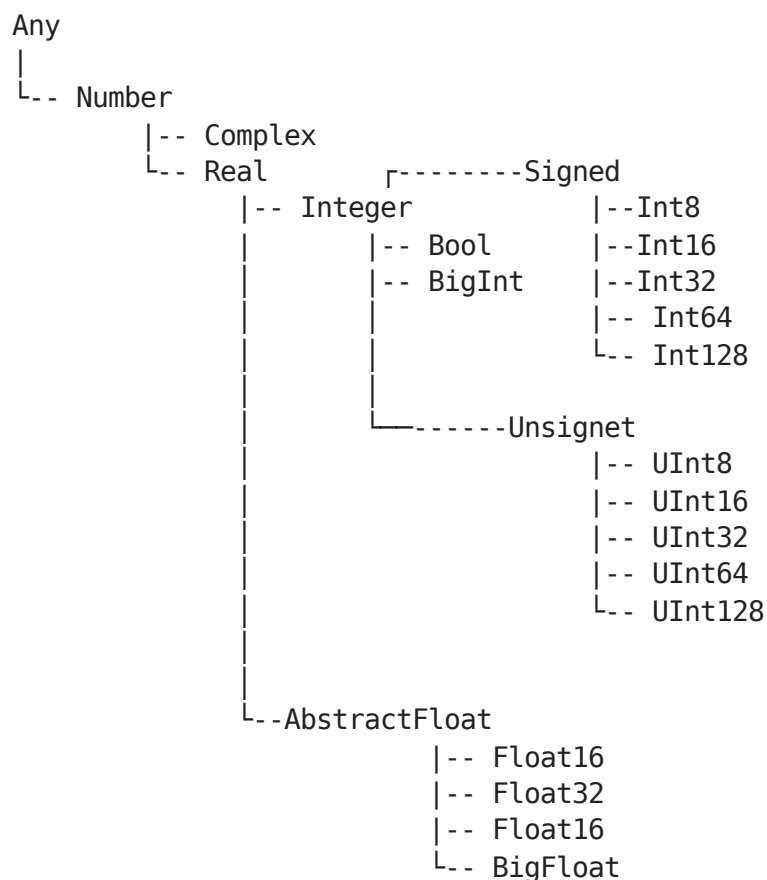 Any
|
└-- Number
        |-- Complex
        └-- Real       ┌--------Signed
              |-- Integer           |--Int8
              |       |-- Bool      |--Int16
              |       |-- BigInt    |--Int32
              |       |             |-- Int64
              |       |             └-- Int128
              |       |
              |       └──------Unsignet
              |                     |-- UInt8
              |                     |-- UInt16
              |                     |-- UInt32
              |                     |-- UInt64
              |                     └-- UInt128
              |
              |
              └--AbstractFloat
                          |-- Float16
                          |-- Float32
                          |-- Float16
                          └-- BigFloat